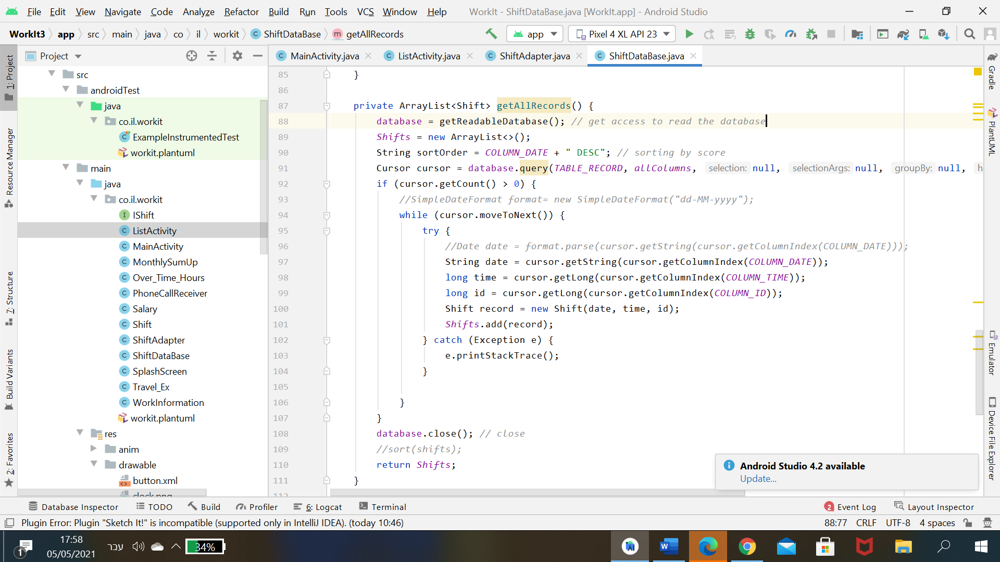 File Edit View Navigate Code Analyze Refactor Build Run Tools VCS Window Help WorkIt - ShiftDataBase.java [WorkIt.app] - Android Studio
WorkIt3 app src main java co il workit ShiftDataBase getAllRecords app Pixel 4 XL API 23
Project MainActivity.java ListActivity.java ShiftAdapter.java ShiftDataBase.java
1: Project
Resource Manager
7: Structure
Build Variants
2: Favorites
src
androidTest
java
co.il.workit
ExampleInstrumentedTest
workit.plantuml
main
java
co.il.workit
IShift
ListActivity
MainActivity
MonthlySumUp
Over_Time_Hours
PhoneCallReceiver
Salary
Shift
ShiftAdapter
ShiftDataBase
SplashScreen
Travel_Ex
WorkInformation
workit.plantuml
res
anim
drawable
button.xml
clock.png
85 }
86
87 private ArrayList<Shift> getAllRecords() {
88 database = getReadableDatabase(); // get access to read the database
89 Shifts = new ArrayList<>();
90 String sortOrder = COLUMN_DATE + " DESC"; // sorting by score
91 Cursor cursor = database.query(TABLE_RECORD, allColumns, selection: null, selectionArgs: null, groupBy: null, h
92 if (cursor.getCount() > 0) {
93 //SimpleDateFormat format= new SimpleDateFormat("dd-MM-yyyy");
94 while (cursor.moveToNext()) {
95 try {
96 //Date date = format.parse(cursor.getString(cursor.getColumnIndex(COLUMN_DATE)));
97 String date = cursor.getString(cursor.getColumnIndex(COLUMN_DATE));
98 long time = cursor.getLong(cursor.getColumnIndex(COLUMN_TIME));
99 long id = cursor.getLong(cursor.getColumnIndex(COLUMN_ID));
100 Shift record = new Shift(date, time, id);
101 Shifts.add(record);
102 } catch (Exception e) {
103 e.printStackTrace();
104 }
105
106 }
107 }
108 database.close(); // close
109 //sort(shifts);
110 return Shifts;
111 }
112
Gradle
PlantUML
Emulator
Device File Explorer
Android Studio 4.2 available
Update...
Database Inspector TODO Build Profiler 6: Logcat Terminal 2 Event Log Layout Inspector
Plugin Error: Plugin "Sketch It!" is incompatible (supported only in IntelliJ IDEA). (today 10:46) 88:77 CRLF UTF-8 4 spaces
1 17:58
05/05/2021
עבר
34%